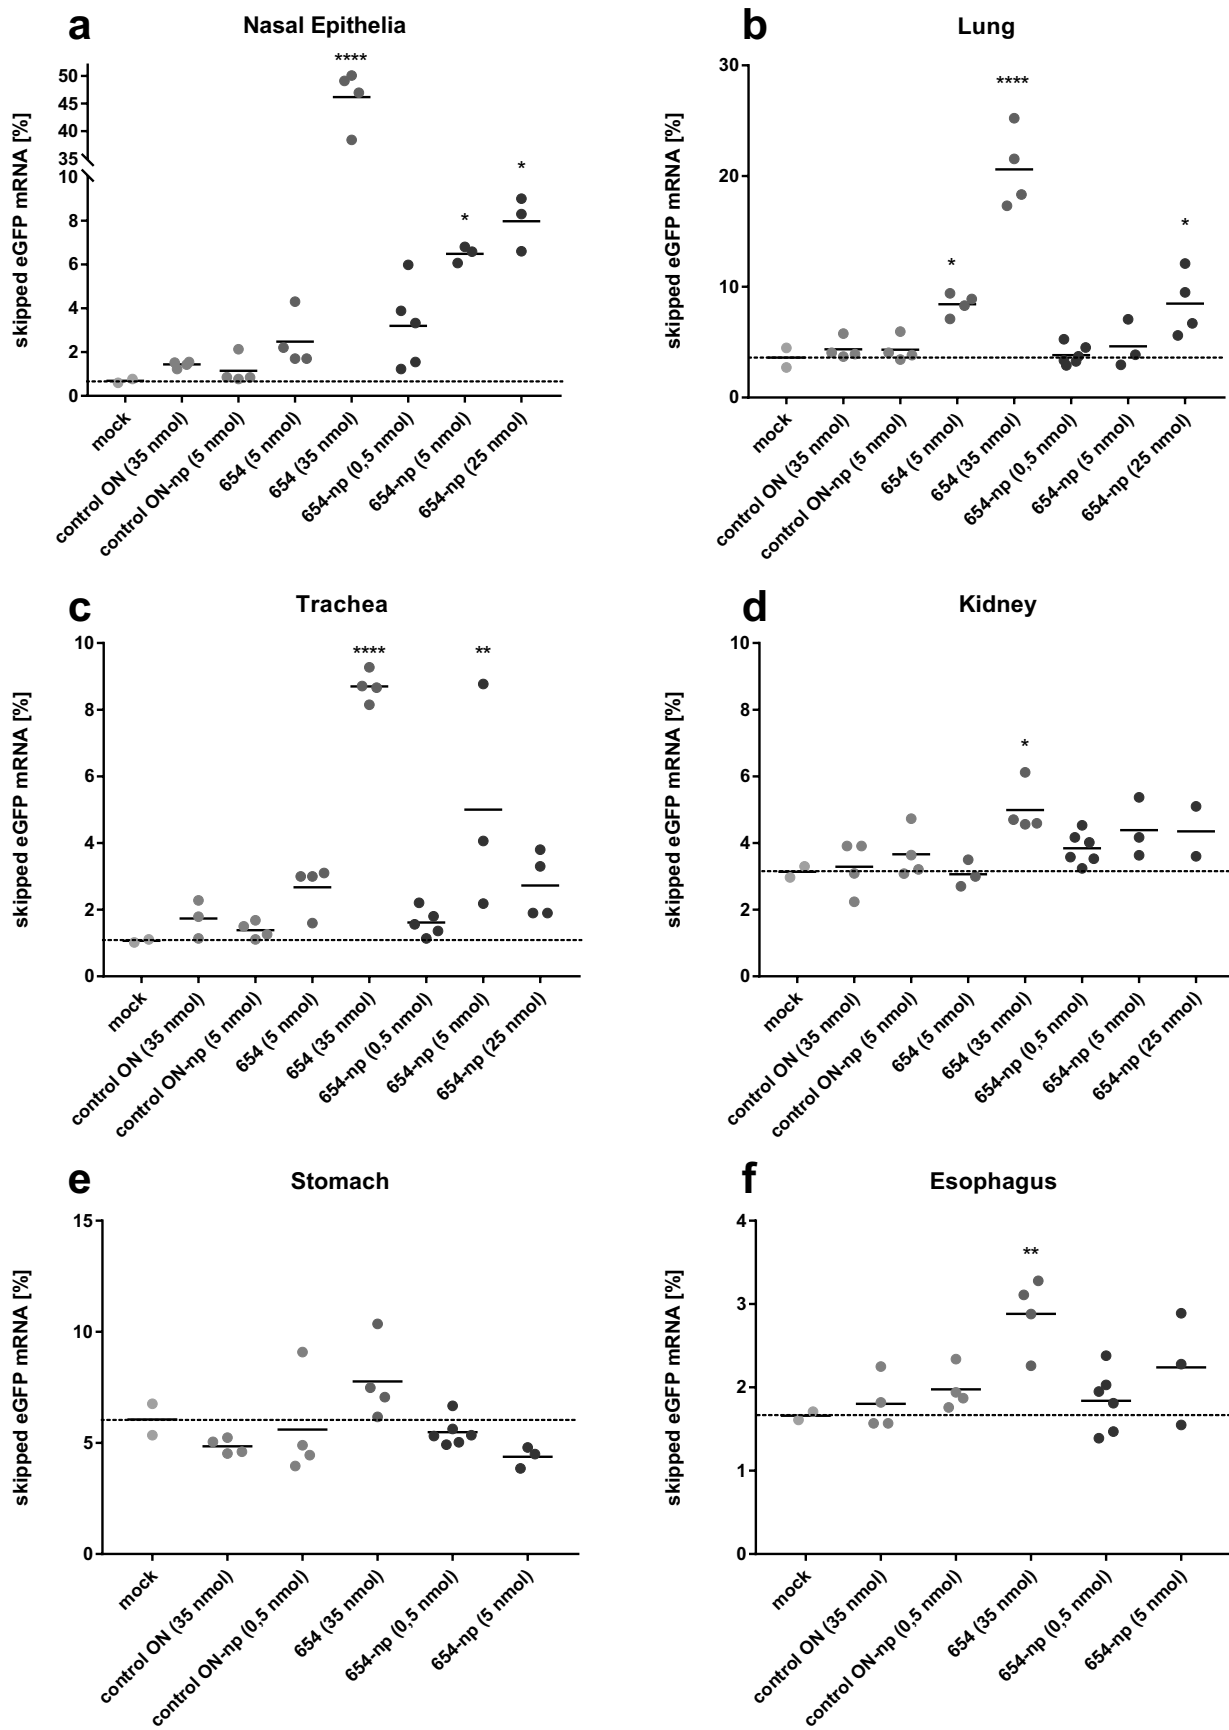 a
Nasal Epithelia
****
50
45
40
35
10
8
6
4
2
0
*
*
skipped eGFP mRNA [%]
mock
control ON (35 nmol)
control ON-np (5 nmol)
654 (5 nmol)
654 (35 nmol)
654-np (0,5 nmol)
654-np (5 nmol)
654-np (25 nmol)
b
Lung
30
20
10
0
****
*
*
skipped eGFP mRNA [%]
mock
control ON (35 nmol)
control ON-np (5 nmol)
654 (5 nmol)
654 (35 nmol)
654-np (0,5 nmol)
654-np (5 nmol)
654-np (25 nmol)
c
Trachea
10
8
6
4
2
0
****
**
skipped eGFP mRNA [%]
mock
control ON (35 nmol)
control ON-np (5 nmol)
654 (5 nmol)
654 (35 nmol)
654-np (0,5 nmol)
654-np (5 nmol)
654-np (25 nmol)
d
Kidney
10
8
6
4
2
0
*
skipped eGFP mRNA [%]
mock
control ON (35 nmol)
control ON-np (5 nmol)
654 (5 nmol)
654 (35 nmol)
654-np (0,5 nmol)
654-np (5 nmol)
654-np (25 nmol)
e
Stomach
15
10
5
0
skipped eGFP mRNA [%]
mock
control ON (35 nmol)
control ON-np (0,5 nmol)
654 (35 nmol)
654-np (0,5 nmol)
654-np (5 nmol)
f
Esophagus
4
3
2
1
0
**
skipped eGFP mRNA [%]
mock
control ON (35 nmol)
control ON-np (0,5 nmol)
654 (35 nmol)
654-np (0,5 nmol)
654-np (5 nmol)